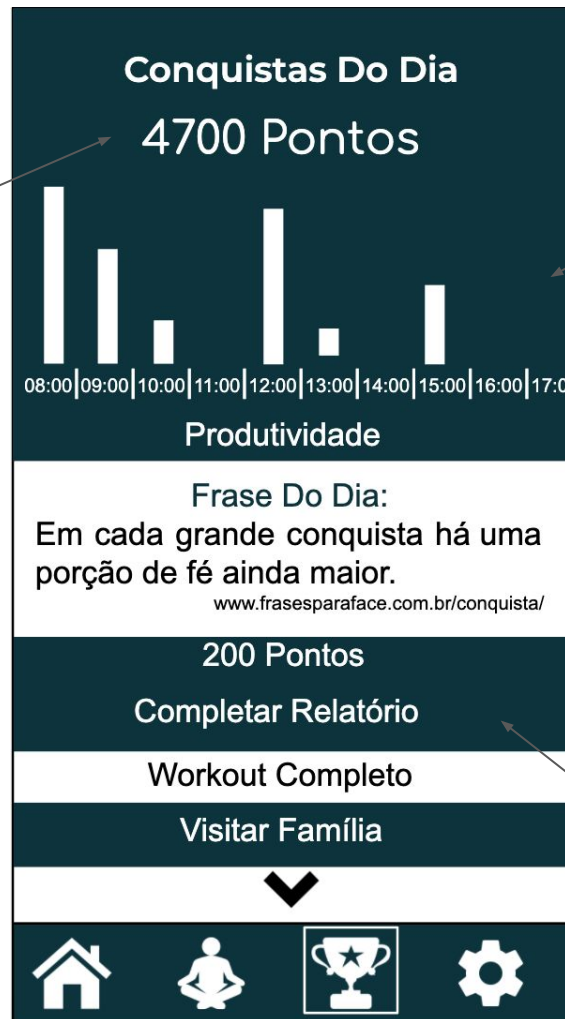 Conquistas Do Dia
4700 Pontos
08:00 09:00 10:00 11:00 12:00 13:00 14:00 15:00 16:00 17:0
Produtividade
Frase Do Dia:
Em cada grande conquista há uma
porção de fé ainda maior.
www.frasesparaface.com.br/conquista/
200 Pontos
Completar Relatório
Workout Completo
Visitar Família